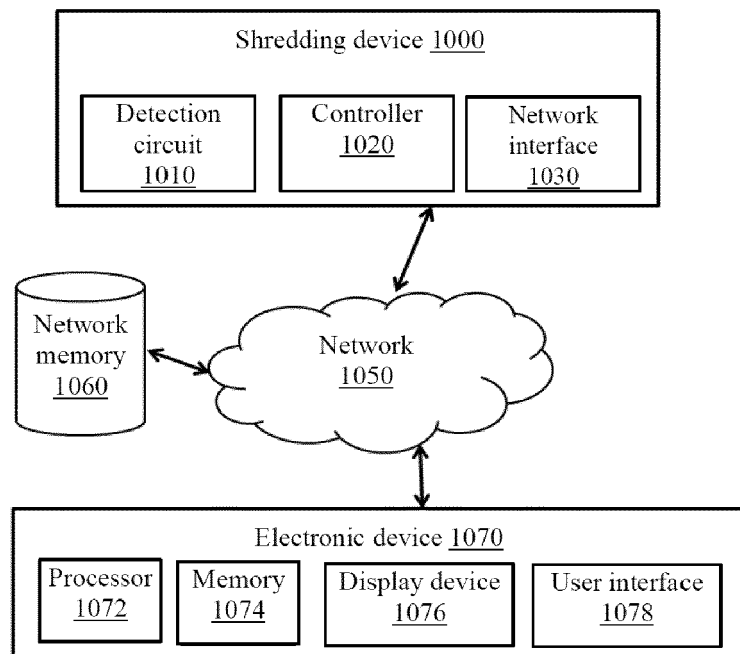 Shredding device 1000
Detection
circuit
1010
Controller
1020
Network
interface
1030
Network
memory
1060
Network
1050
Electronic device 1070
Processor
1072
Memory
1074
Display device
1076
User interface
1078